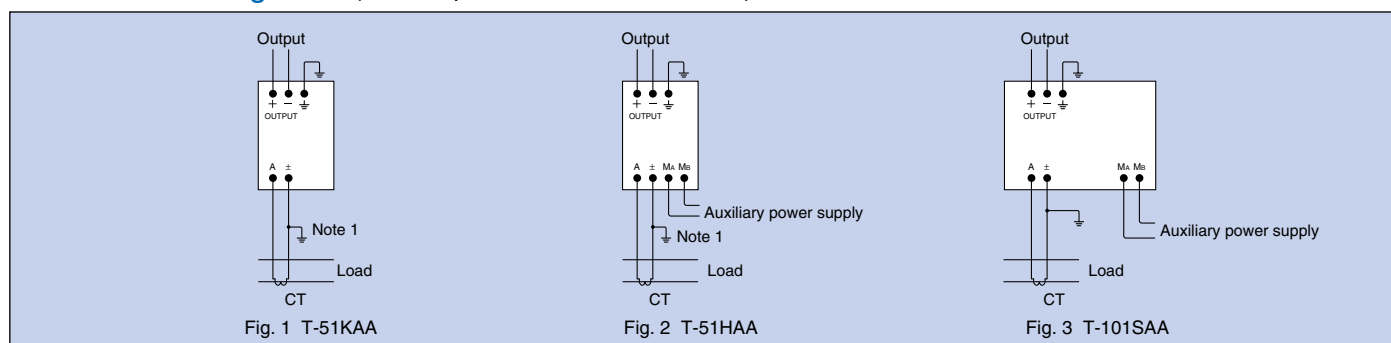 Output
+ −
OUTPUT
A ±
Note 1
Load
CT
Fig. 1 T-51KAA
Output
+ −
OUTPUT
A ± MA MB
Auxiliary power supply
Note 1
Load
CT
Fig. 2 T-51HAA
Output
+ −
OUTPUT
A ± MA MB
Auxiliary power supply
Load
CT
Fig. 3 T-101SAA